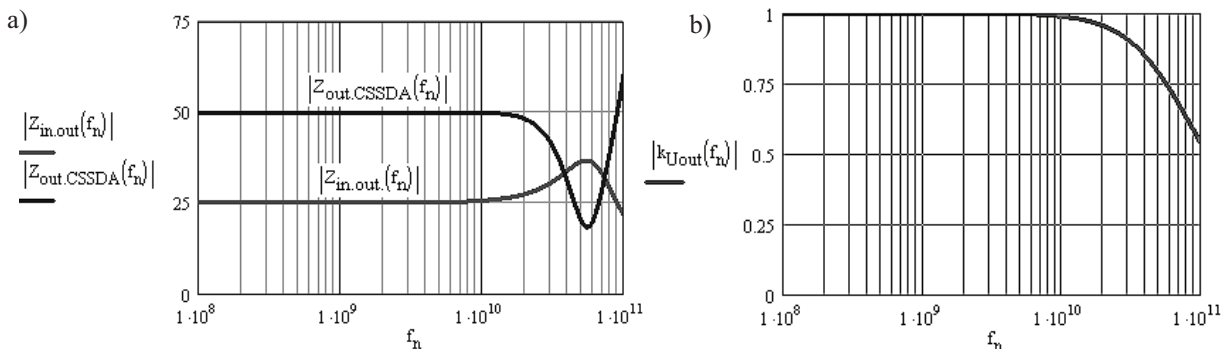 a)
75
50
25
0
|Z_in.out(f_n)|
|Z_out.CSSDA(f_n)|
|Z_out.CSSDA(f_n)|
|Z_in.out.(f_n)|
1·10^8
1·10^9
1·10^10
1·10^11
f_n
b)
1
0.75
0.5
0.25
0
|k_Uout(f_n)|
1·10^8
1·10^9
1·10^10
1·10^11
f_n